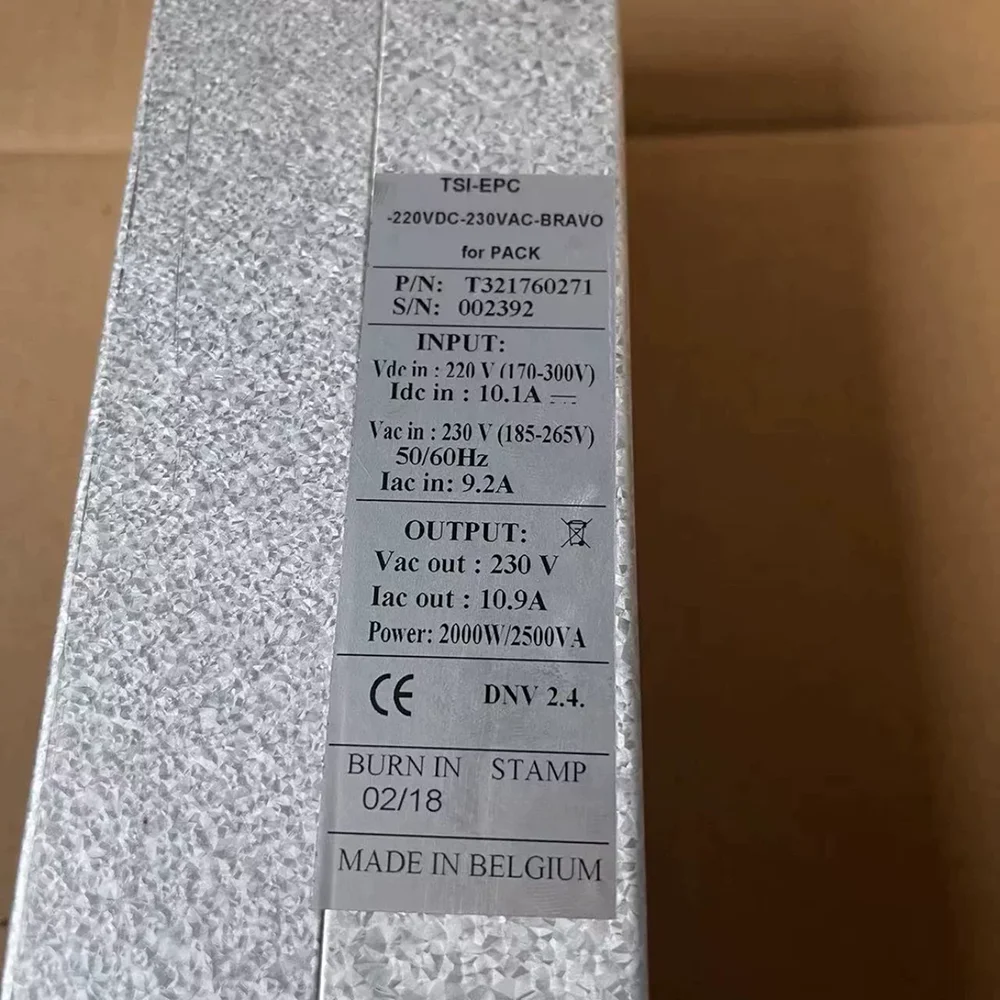 TSI-EPC
-220VDC-230VAC-BRAVO
for PACK
P/N: T321760271
S/N: 002392
INPUT:
Vdc in : 220 V (170-300V)
Idc in : 10.1A ⎓
Vac in : 230 V (185-265V)
50/60Hz
Iac in: 9.2A
OUTPUT:
Vac out : 230 V
Iac out : 10.9A
Power: 2000W/2500VA
CE DNV 2.4.
BURN IN STAMP
02/18
MADE IN BELGIUM